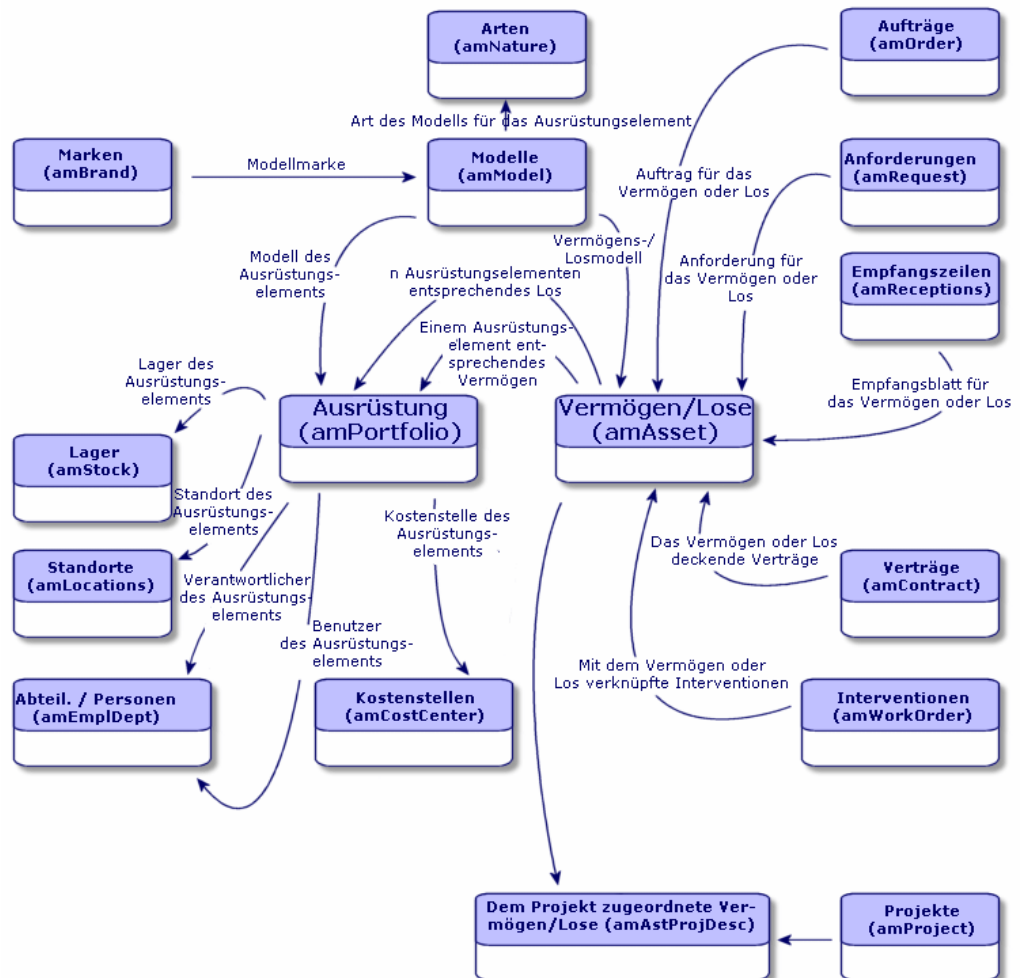 Arten
(amNature)
Aufträge
(amOrder)
Art des Modells für das Ausrüstungselement
Marken
(amBrand)
Modellmarke
Modelle
(amModel)
Auftrag für das
Vermögen oder Los
Anforderungen
(amRequest)
Modell des
Ausrüstungs-
elements
n Ausrüstungselementen
entsprechendes Los
Vermögens-/
Losmodell
Anforderung für
das Vermögen oder
Los
Empfangszeilen
(amReceptions)
Einem Ausrüstungs-
element ent-
sprechendes
Vermögen
Lager des
Ausrüstungs-
elements
Empfangsblatt für
das Vermögen oder Los
Ausrüstung
(amPortfolio)
Vermögen/Lose
(amAsset)
Lager
(amStock)
Standort des
Ausrüstungs-
elements
Kostenstelle des
Ausrüstungs-
elements
Das Vermögen oder Los
deckende Verträge
Standorte
(amLocations)
Verträge
(amContract)
Verantwortlicher
des Ausrüstungs-
elements
Benutzer
des Ausrüstungs-
elements
Mit dem Vermögen oder
Los verknüpfte Interventionen
Abteil. / Personen
(amEmplDept)
Kostenstellen
(amCostCenter)
Interventionen
(amWorkOrder)
Dem Projekt zugeordnete Ver-
mögen/Lose (amAstProjDesc)
Projekte
(amProject)